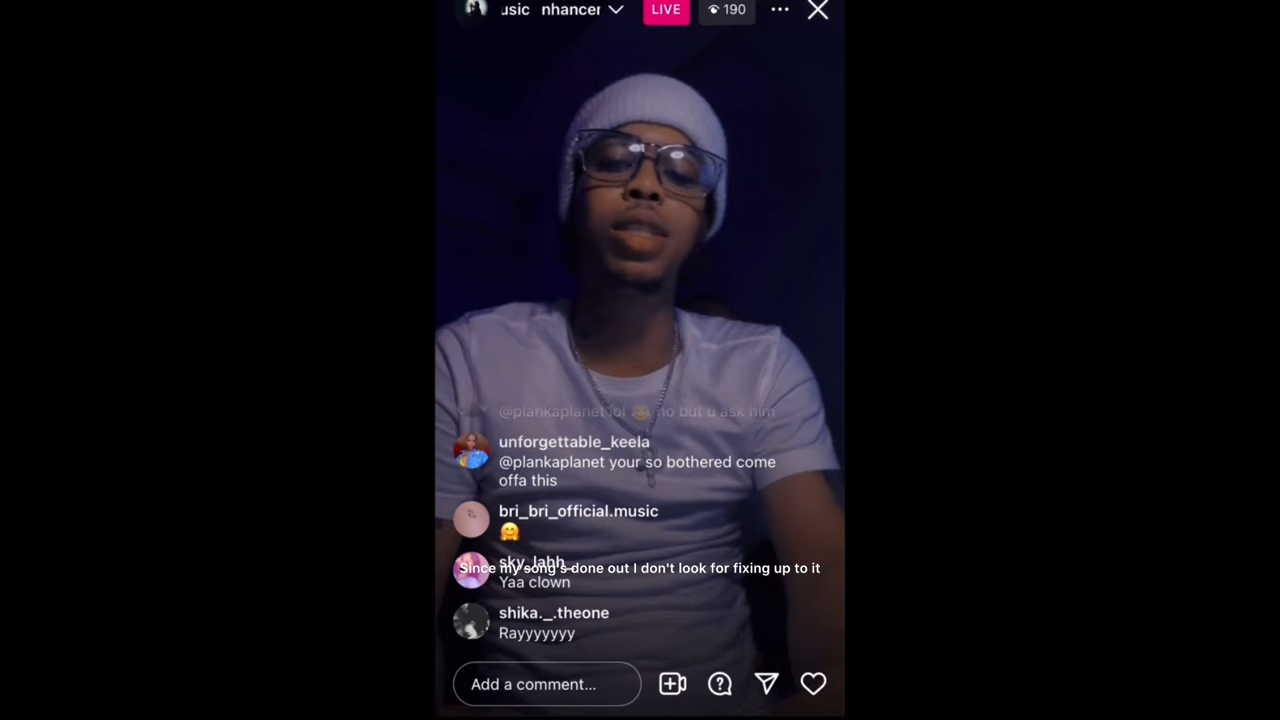 usic nhancer
LIVE
190
@plankaplanet lol 😂 no but u ask him
unforgettable_keela
@plankaplanet your so bothered come
offa this
bri_bri_official.music
🤗
sky_lahh_
Since my song's done out I don't look for fixing up to it
Yaa clown
shika._.theone
Rayyyyyyy
Add a comment...